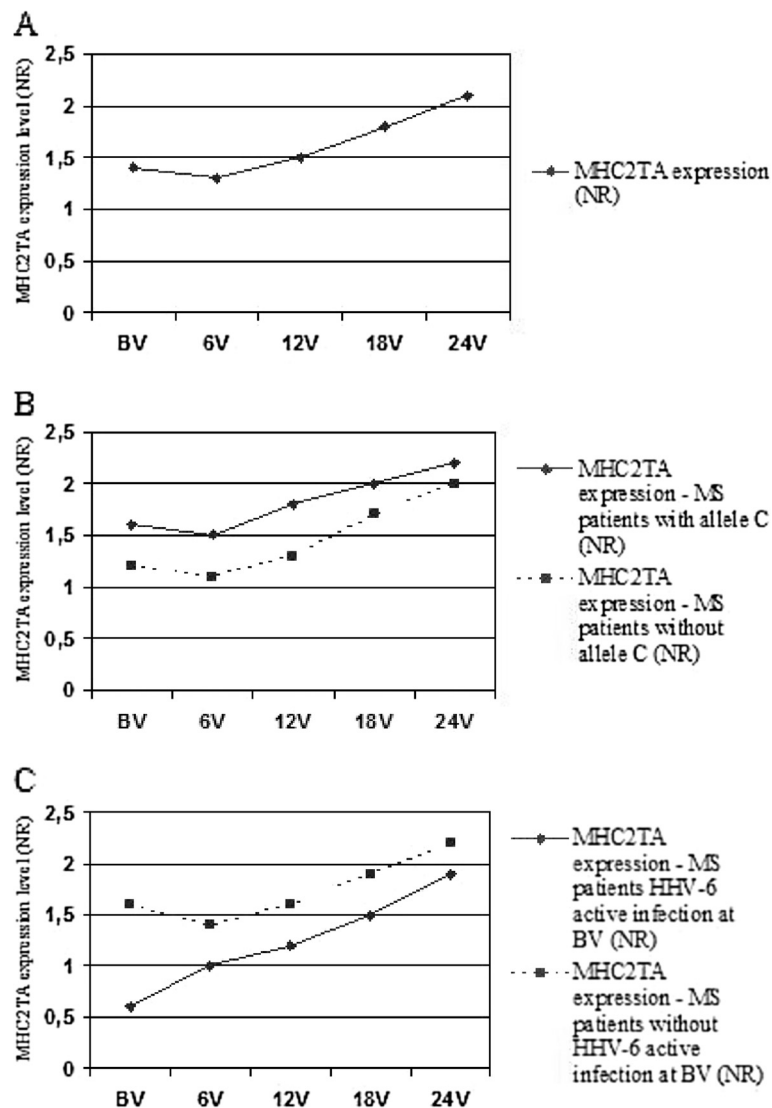 A
MHC2TA expression level (NR)
2,5
2
1,5
1
0,5
0
BV 6V 12V 18V 24V
MHC2TA expression
(NR)
B
MHC2TA expression level (NR)
2,5
2
1,5
1
0,5
0
BV 6V 12V 18V 24V
MHC2TA
expression - MS
patients with allele C
(NR)
MHC2TA
expression - MS
patients without
allele C (NR)
C
MHC2TA expression level (NR)
2,5
2
1,5
1
0,5
0
BV 6V 12V 18V 24V
MHC2TA
expression - MS
patients HHV-6
active infection at
BV (NR)
MHC2TA
expression - MS
patients without
HHV-6 active
infection at BV (NR)